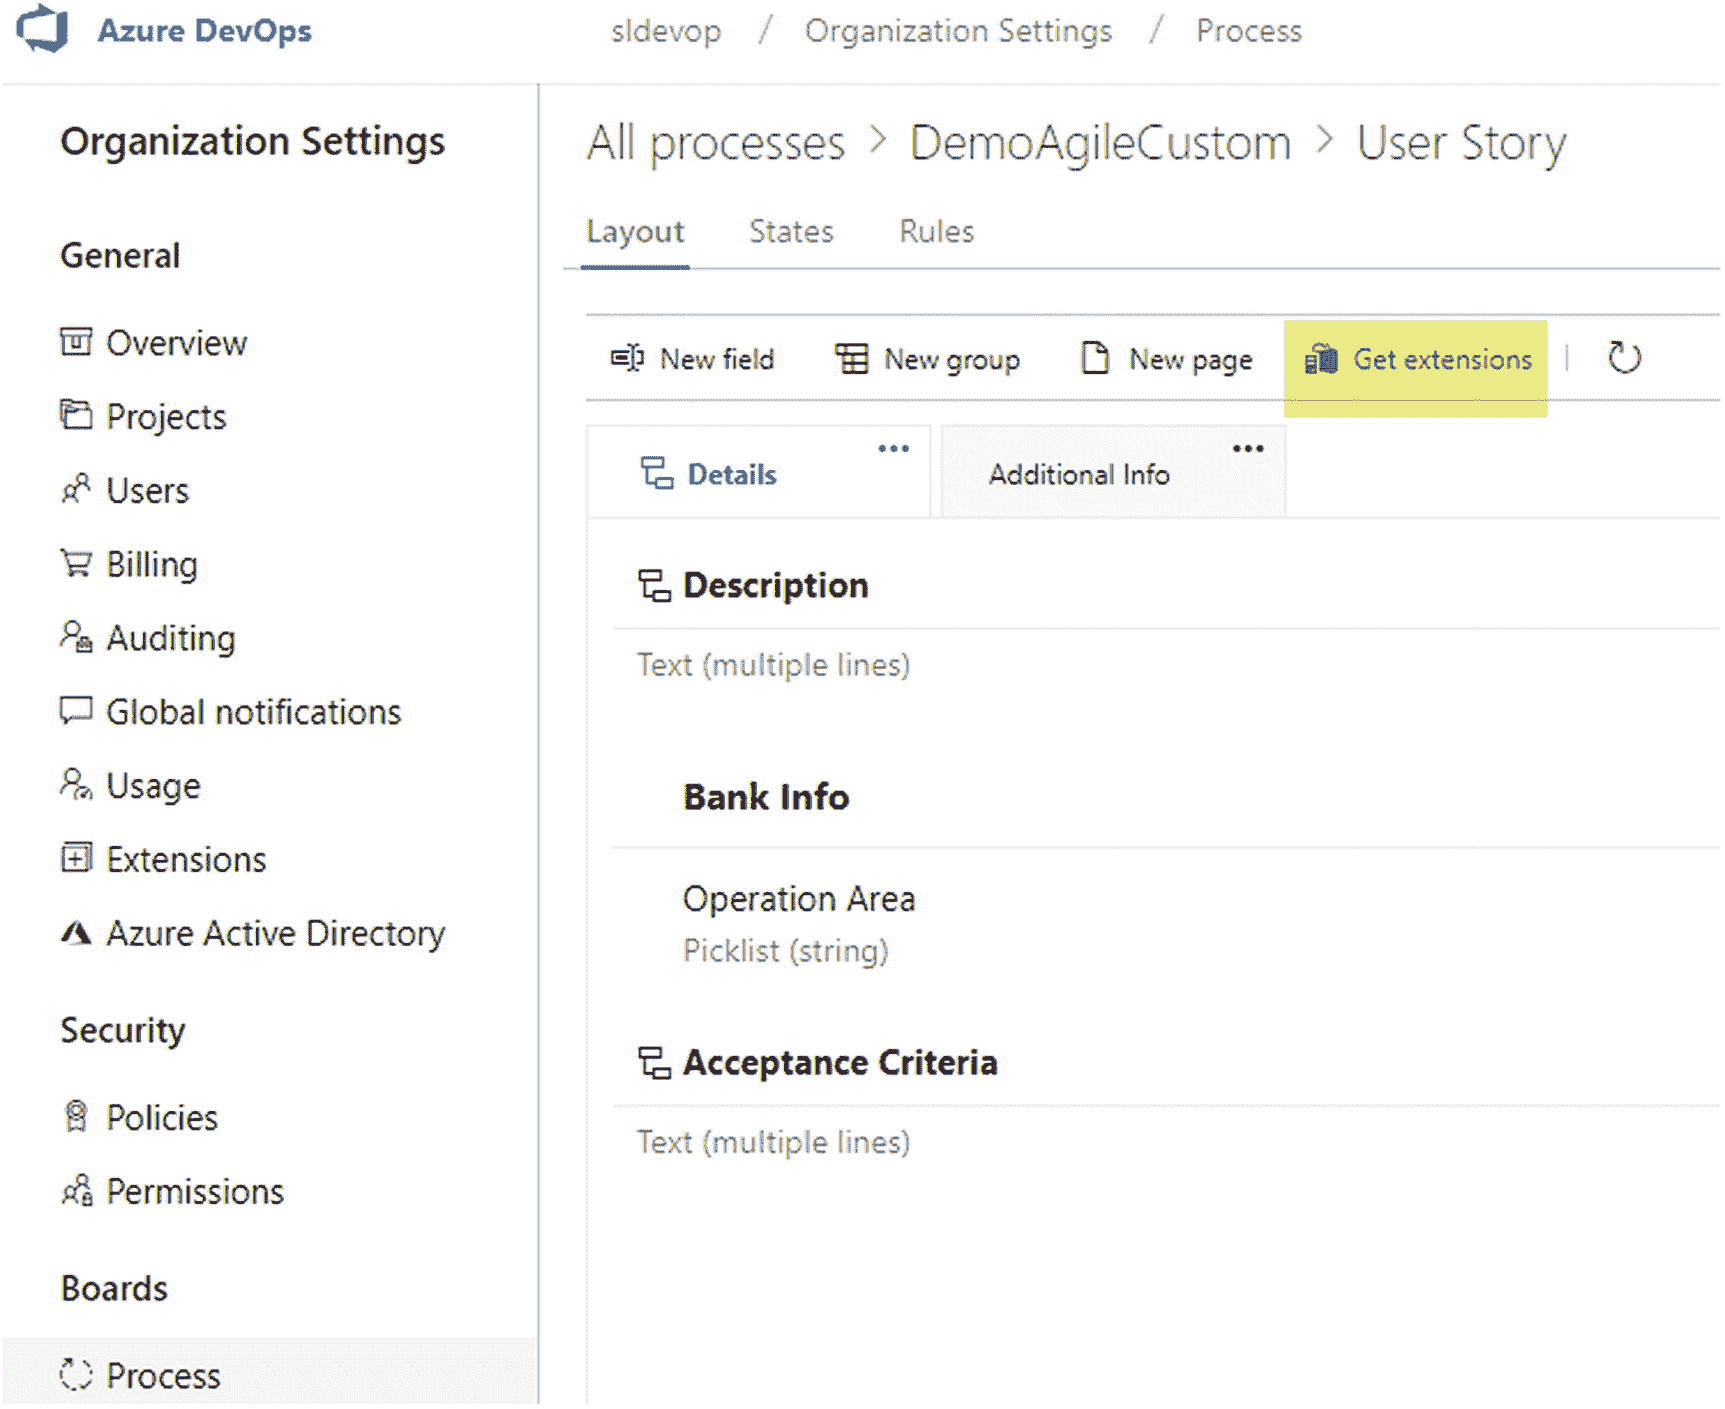 Azure DevOps
sldevop / Organization Settings / Process
Organization Settings
General
Overview
Projects
Users
Billing
Auditing
Global notifications
Usage
Extensions
Azure Active Directory
Security
Policies
Permissions
Boards
Process
All processes > DemoAgileCustom > User Story
Layout States Rules
New field New group New page Get extensions
Details ••• Additional Info •••
Description
Text (multiple lines)
Bank Info
Operation Area
Picklist (string)
Acceptance Criteria
Text (multiple lines)